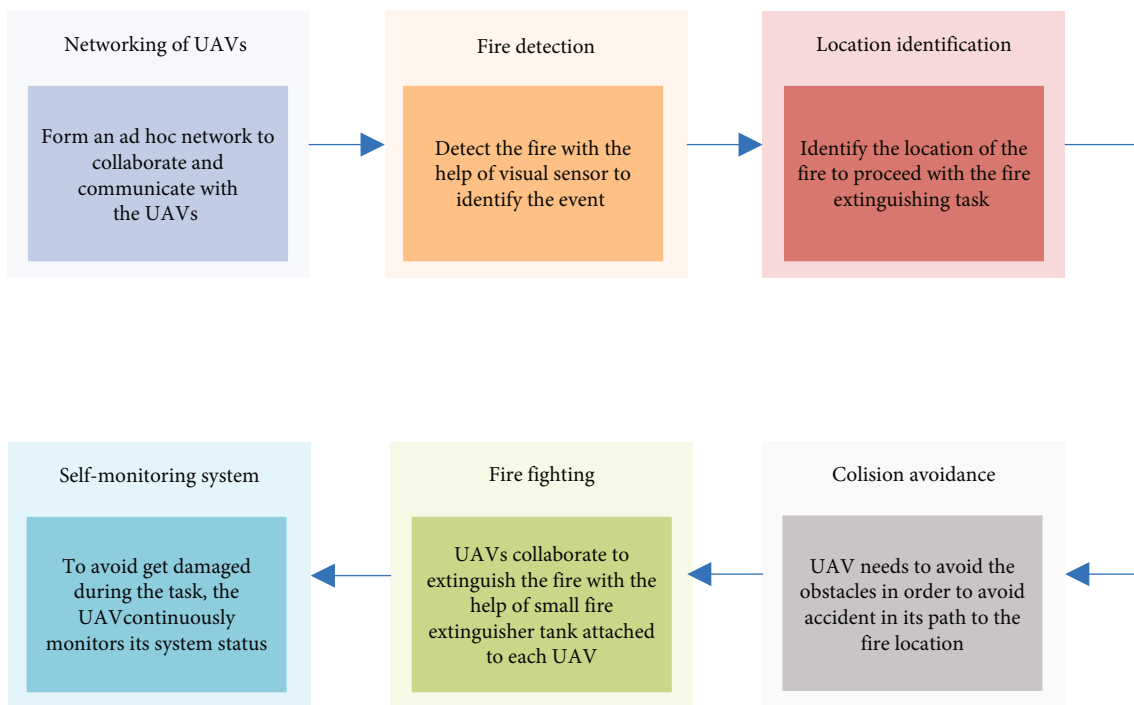 Networking of UAVs
Form an ad hoc network to
collaborate and
communicate with
the UAVs
Fire detection
Detect the fire with the
help of visual sensor to
identify the event
Location identification
Identify the location of the
fire to proceed with the fire
extinguishing task
Self-monitoring system
To avoid get damaged
during the task, the
UAVcontinuously
monitors its system status
Fire fighting
UAVs collaborate to
extinguish the fire with the
help of small fire
extinguisher tank attached
to each UAV
Colision avoidance
UAV needs to avoid the
obstacles in order to avoid
accident in its path to the
fire location